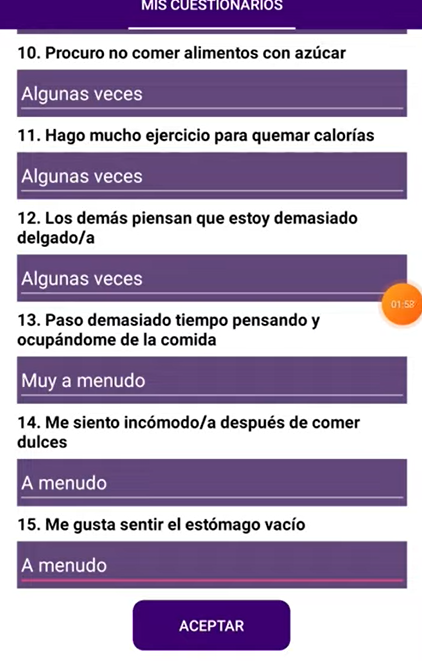 MIS CUESTIONARIOS
10. Procuro no comer alimentos con azúcar
Algunas veces
11. Hago mucho ejercicio para quemar calorías
Algunas veces
12. Los demás piensan que estoy demasiado
delgado/a
Algunas veces
01:58
13. Paso demasiado tiempo pensando y
ocupándome de la comida
Muy a menudo
14. Me siento incómodo/a después de comer
dulces
A menudo
15. Me gusta sentir el estómago vacío
A menudo
ACEPTAR